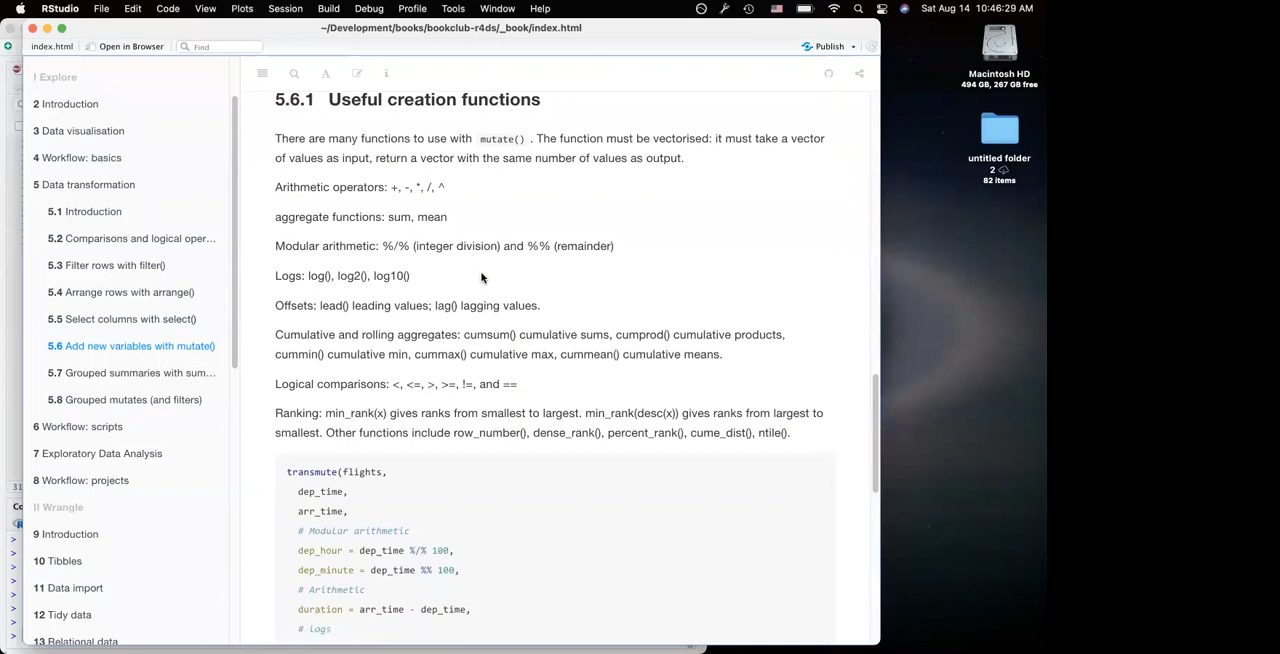 RStudio File Edit Code View Plots Session Build Debug Profile Tools Window Help Sat Aug 14 10:46:29 AM
~/Development/books/bookclub-r4ds/_book/index.html
index.html Open in Browser Find Publish
I Explore
2 Introduction
3 Data visualisation
4 Workflow: basics
5 Data transformation
5.1 Introduction
5.2 Comparisons and logical oper…
5.3 Filter rows with filter()
5.4 Arrange rows with arrange()
5.5 Select columns with select()
5.6 Add new variables with mutate()
5.7 Grouped summaries with sum…
5.8 Grouped mutates (and filters)
6 Workflow: scripts
7 Exploratory Data Analysis
8 Workflow: projects
II Wrangle
9 Introduction
10 Tibbles
11 Data import
12 Tidy data
13 Relational data
5.6.1 Useful creation functions
There are many functions to use with mutate() . The function must be vectorised: it must take a vector
of values as input, return a vector with the same number of values as output.
Arithmetic operators: +, -, *, /, ^
aggregate functions: sum, mean
Modular arithmetic: %/% (integer division) and %% (remainder)
Logs: log(), log2(), log10()
Offsets: lead() leading values; lag() lagging values.
Cumulative and rolling aggregates: cumsum() cumulative sums, cumprod() cumulative products,
cummin() cumulative min, cummax() cumulative max, cummean() cumulative means.
Logical comparisons: <, <=, >, >=, !=, and ==
Ranking: min_rank(x) gives ranks from smallest to largest. min_rank(desc(x)) gives ranks from largest to
smallest. Other functions include row_number(), dense_rank(), percent_rank(), cume_dist(), ntile().
transmute(flights,
dep_time,
arr_time,
# Modular arithmetic
dep_hour = dep_time %/% 100,
dep_minute = dep_time %% 100,
# Arithmetic
duration = arr_time - dep_time,
# logs
Macintosh HD
494 GB, 267 GB free
untitled folder
2
82 items